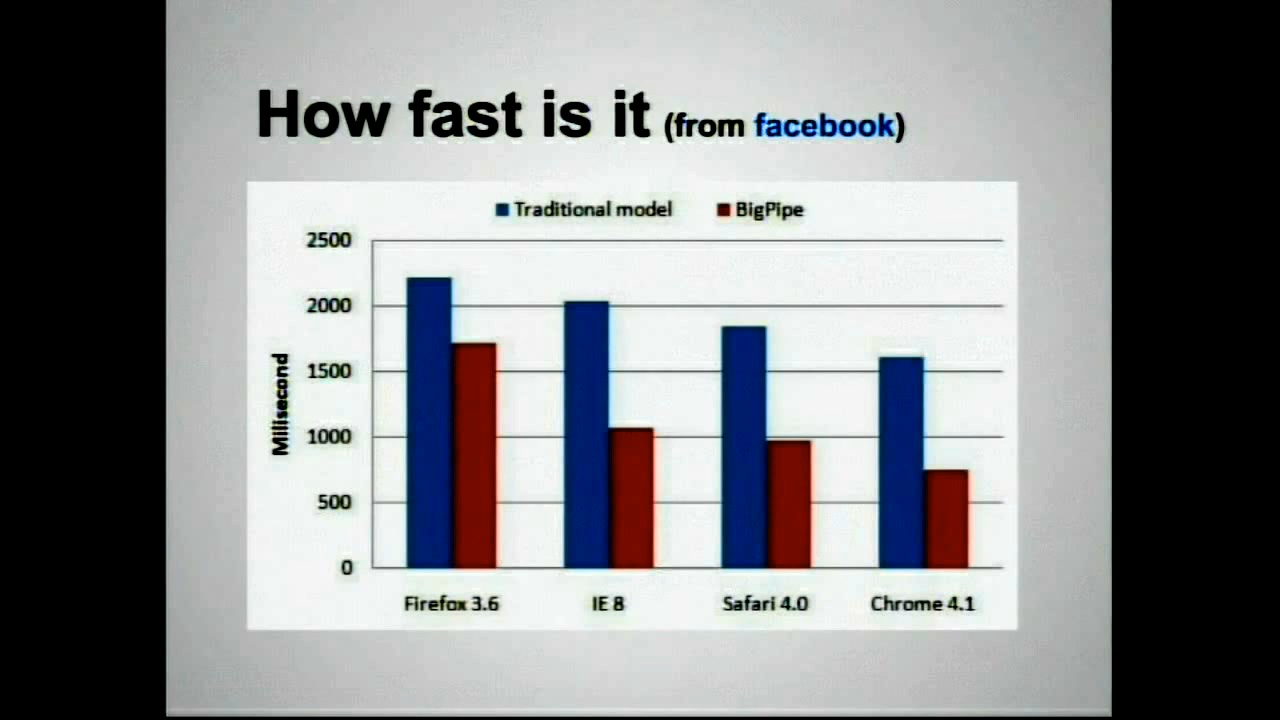 How fast is it (from facebook)
Traditional model BigPipe
2500
2000
1500
1000
500
0
Milisecond
Firefox 3.6 IE 8 Safari 4.0 Chrome 4.1